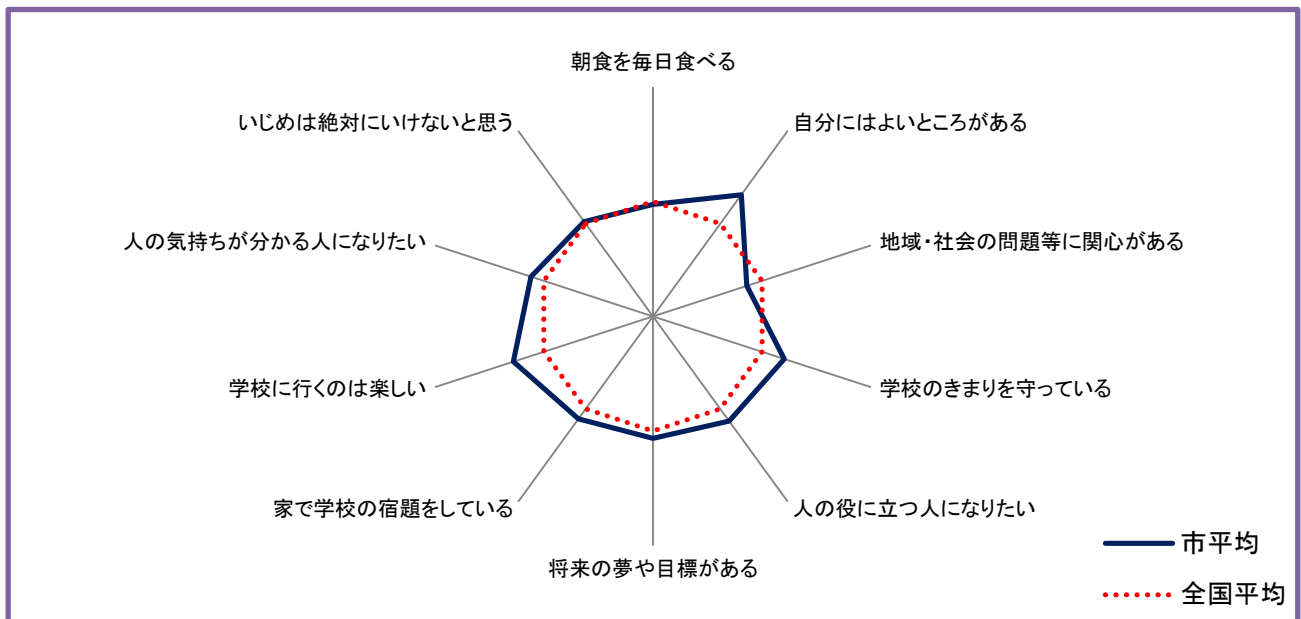 朝食を毎日食べる
自分にはよいところがある
地域・社会の問題等に関心がある
学校のきまりを守っている
人の役に立つ人になりたい
将来の夢や目標がある
家で学校の宿題をしている
学校に行くのは楽しい
人の気持ちが分かる人になりたい
いじめは絶対にいけないと思う
市平均
全国平均